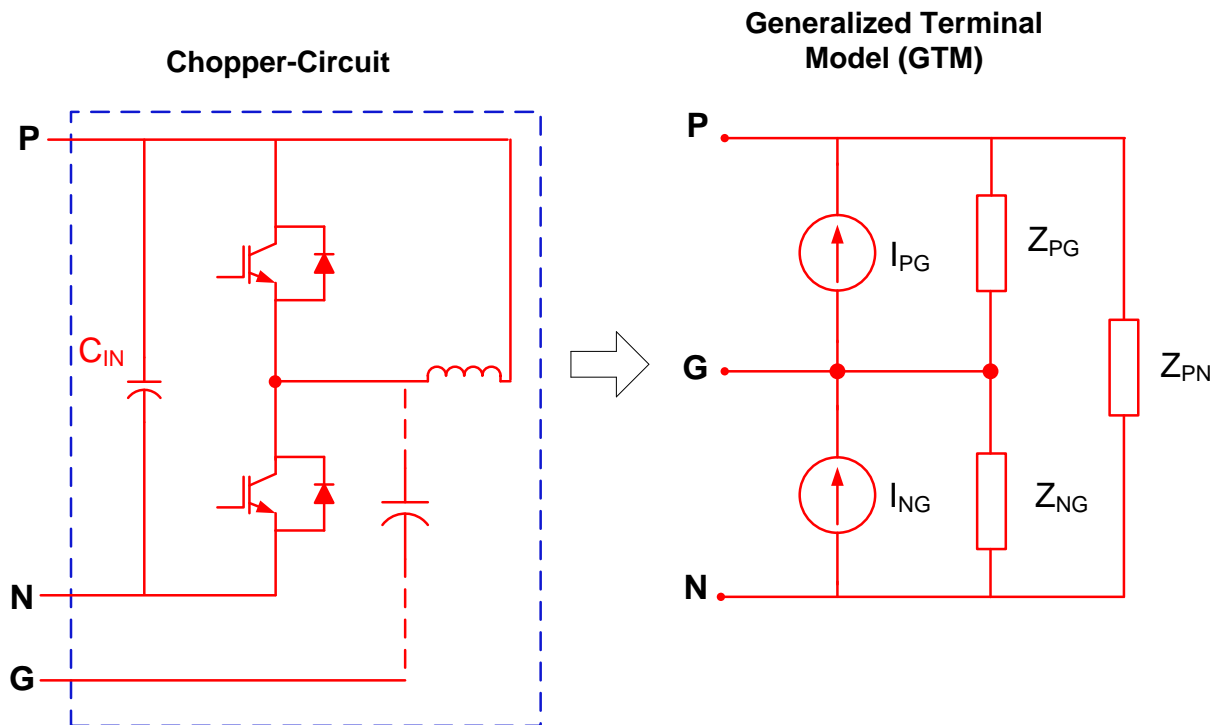 Chopper-Circuit
Generalized Terminal
Model (GTM)
P
C_IN
N
G
P
I_PG
Z_PG
G
Z_PN
I_NG
Z_NG
N